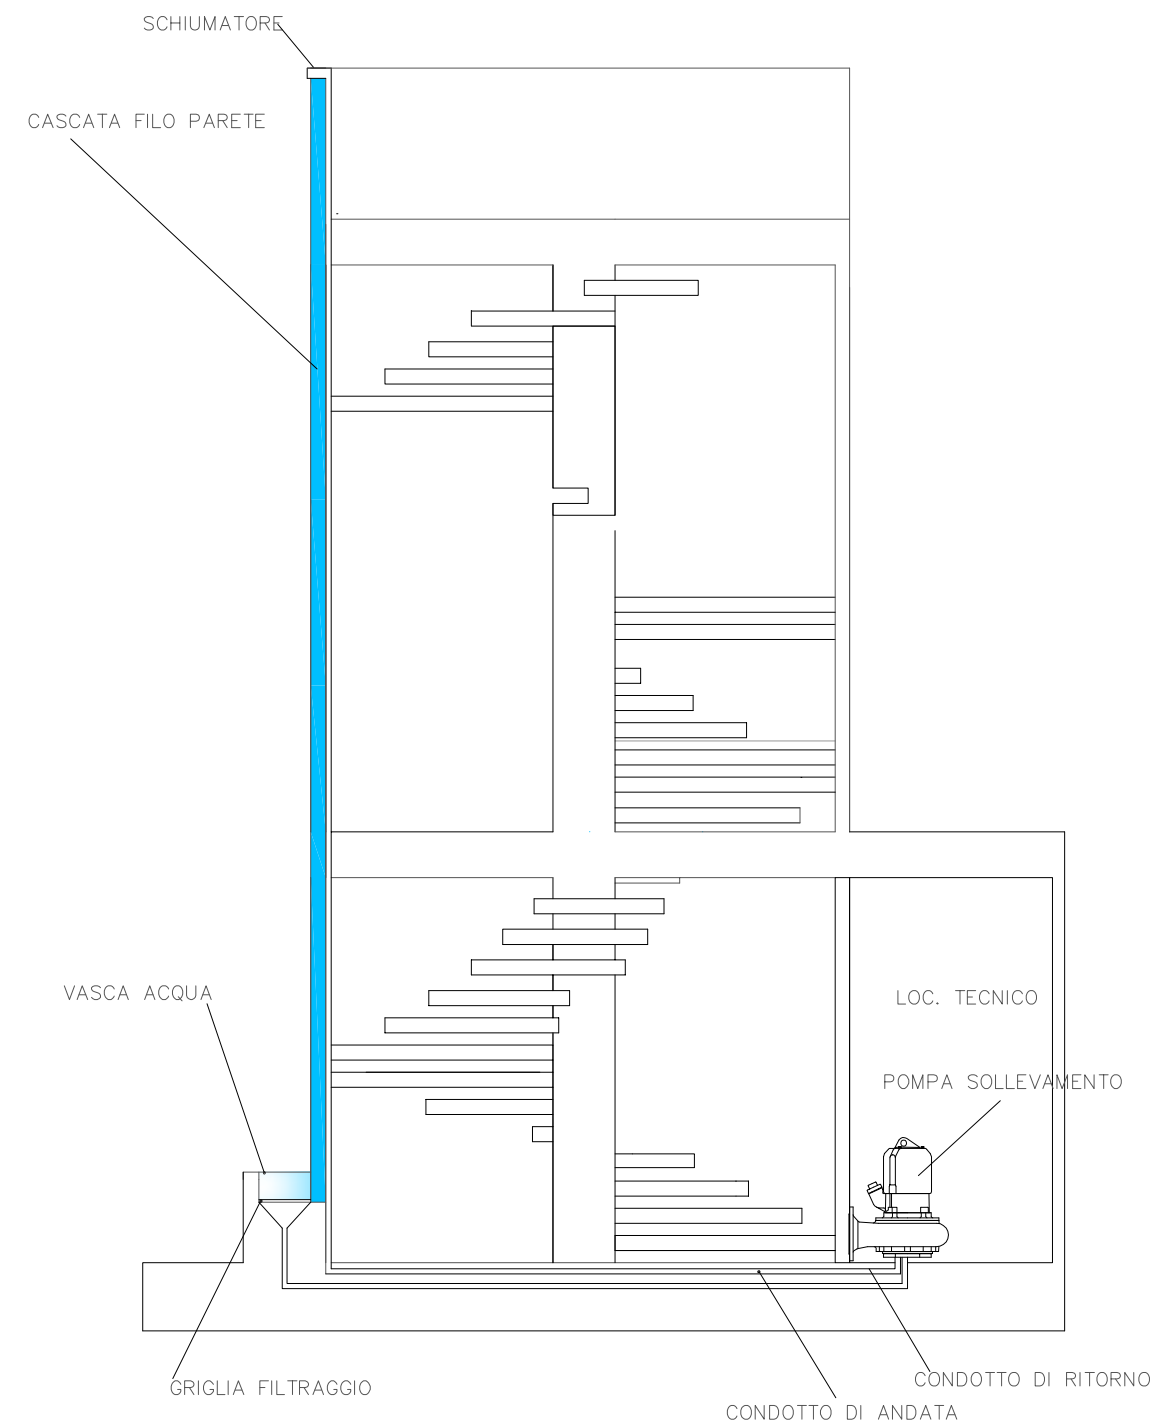 SCHIUMATORE
CASCATA FILO PARETE
VASCA ACQUA
LOC. TECNICO
POMPA SOLLEVAMENTO
GRIGLIA FILTRAGGIO
CONDOTTO DI RITORNO
CONDOTTO DI ANDATA